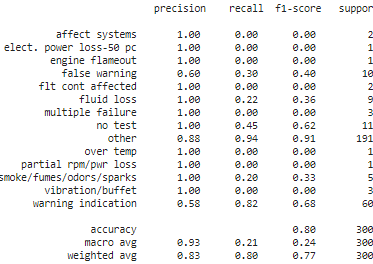 precision recall f1-score suppor
affect systems 1.00 0.00 0.00 2
elect. power loss-50 pc 1.00 0.00 0.00 1
engine flameout 1.00 0.00 0.00 1
false warning 0.60 0.30 0.40 10
flt cont affected 1.00 0.00 0.00 2
fluid loss 1.00 0.22 0.36 9
multiple failure 1.00 0.00 0.00 3
no test 1.00 0.45 0.62 11
other 0.88 0.94 0.91 191
over temp 1.00 0.00 0.00 1
partial rpm/pwr loss 1.00 0.00 0.00 1
smoke/fumes/odors/sparks 1.00 0.20 0.33 5
vibration/buffet 1.00 0.00 0.00 3
warning indication 0.58 0.82 0.68 60
accuracy 0.80 300
macro avg 0.93 0.21 0.24 300
weighted avg 0.83 0.80 0.77 300